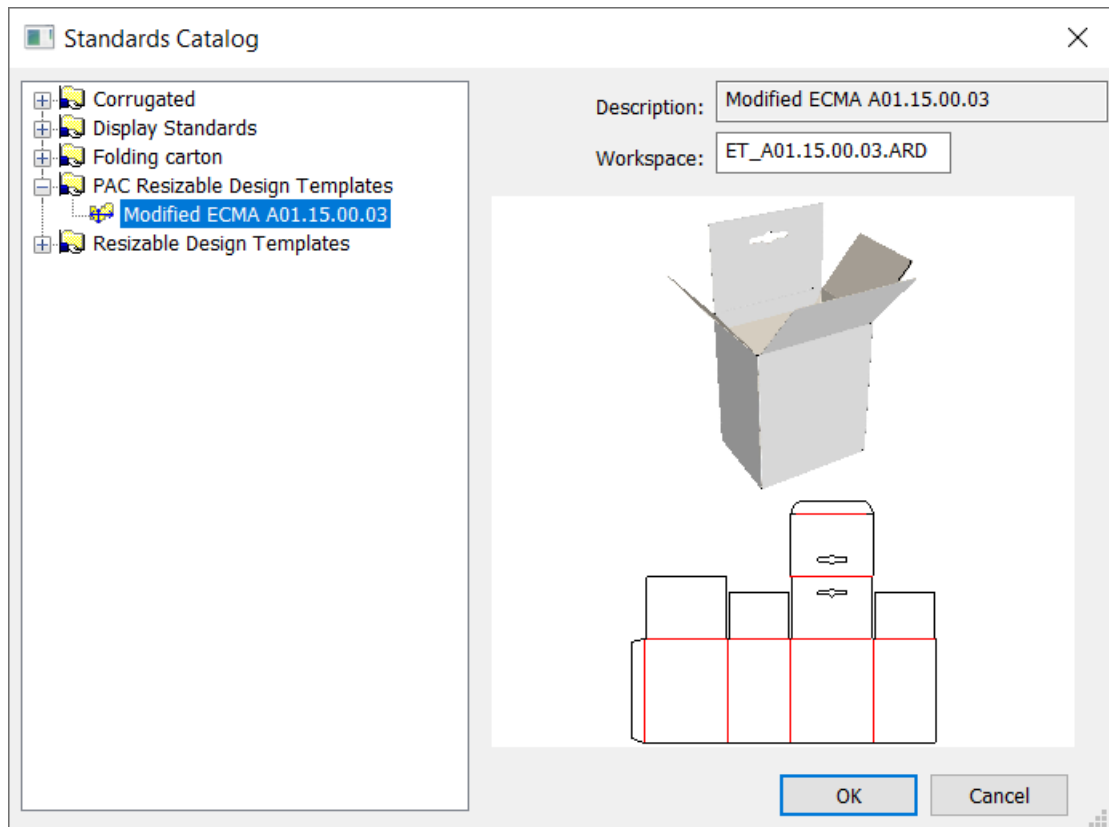 Standards Catalog
Corrugated
Display Standards
Folding carton
PAC Resizable Design Templates
Modified ECMA A01.15.00.03
Resizable Design Templates
Description: Modified ECMA A01.15.00.03
Workspace: ET_A01.15.00.03.ARD
OK Cancel